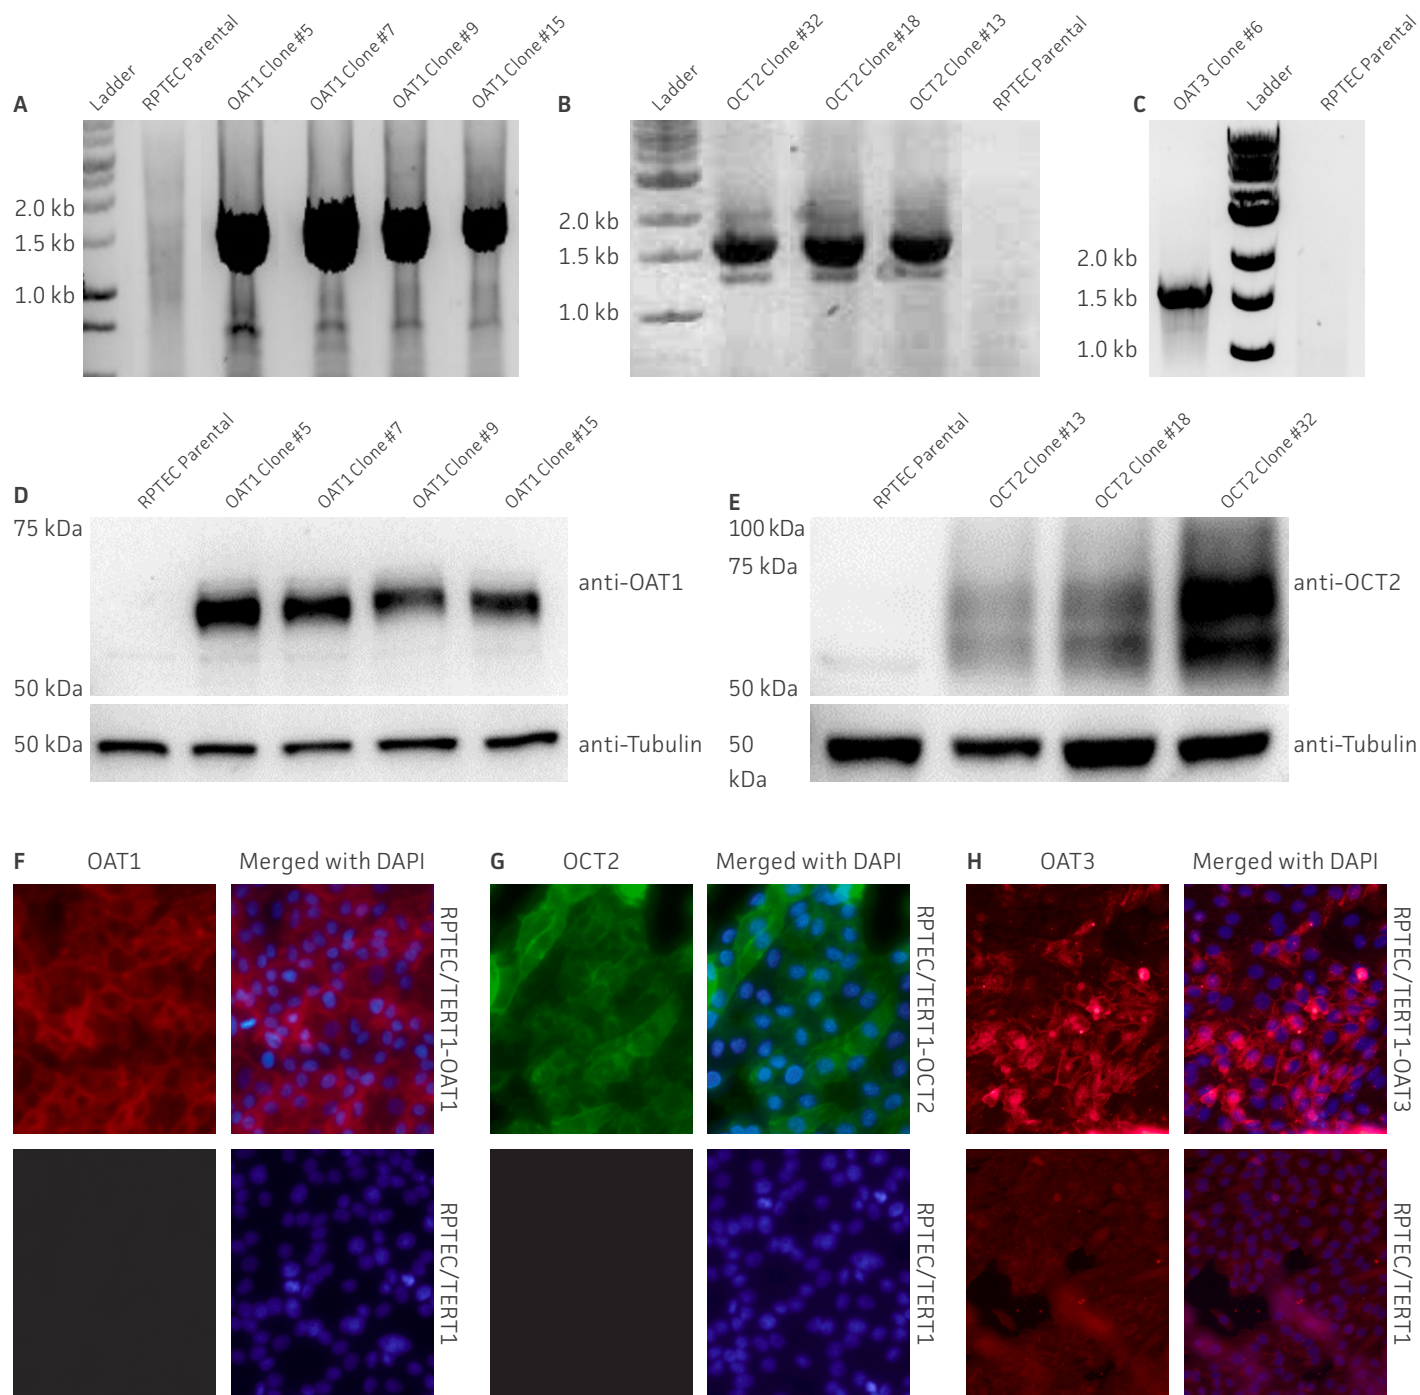 A
Ladder
RPTEC Parental
OAT1 Clone #5
OAT1 Clone #7
OAT1 Clone #9
OAT1 Clone #15
2.0 kb
1.5 kb
1.0 kb
B
Ladder
OCT2 Clone #32
OCT2 Clone #18
OCT2 Clone #13
RPTEC Parental
2.0 kb
1.5 kb
1.0 kb
C
OAT3 Clone #6
Ladder
RPTEC Parental
2.0 kb
1.5 kb
1.0 kb
D
RPTEC Parental
OAT1 Clone #5
OAT1 Clone #7
OAT1 Clone #9
OAT1 Clone #15
75 kDa
anti-OAT1
50 kDa
50 kDa
anti-Tubulin
E
RPTEC Parental
OCT2 Clone #13
OCT2 Clone #18
OCT2 Clone #32
100 kDa
75 kDa
anti-OCT2
50 kDa
50
kDa
anti-Tubulin
F
OAT1
Merged with DAPI
RPTEC/TERT1-OAT1
RPTEC/TERT1
G
OCT2
Merged with DAPI
RPTEC/TERT1-OCT2
RPTEC/TERT1
H
OAT3
Merged with DAPI
RPTEC/TERT1-OAT3
RPTEC/TERT1